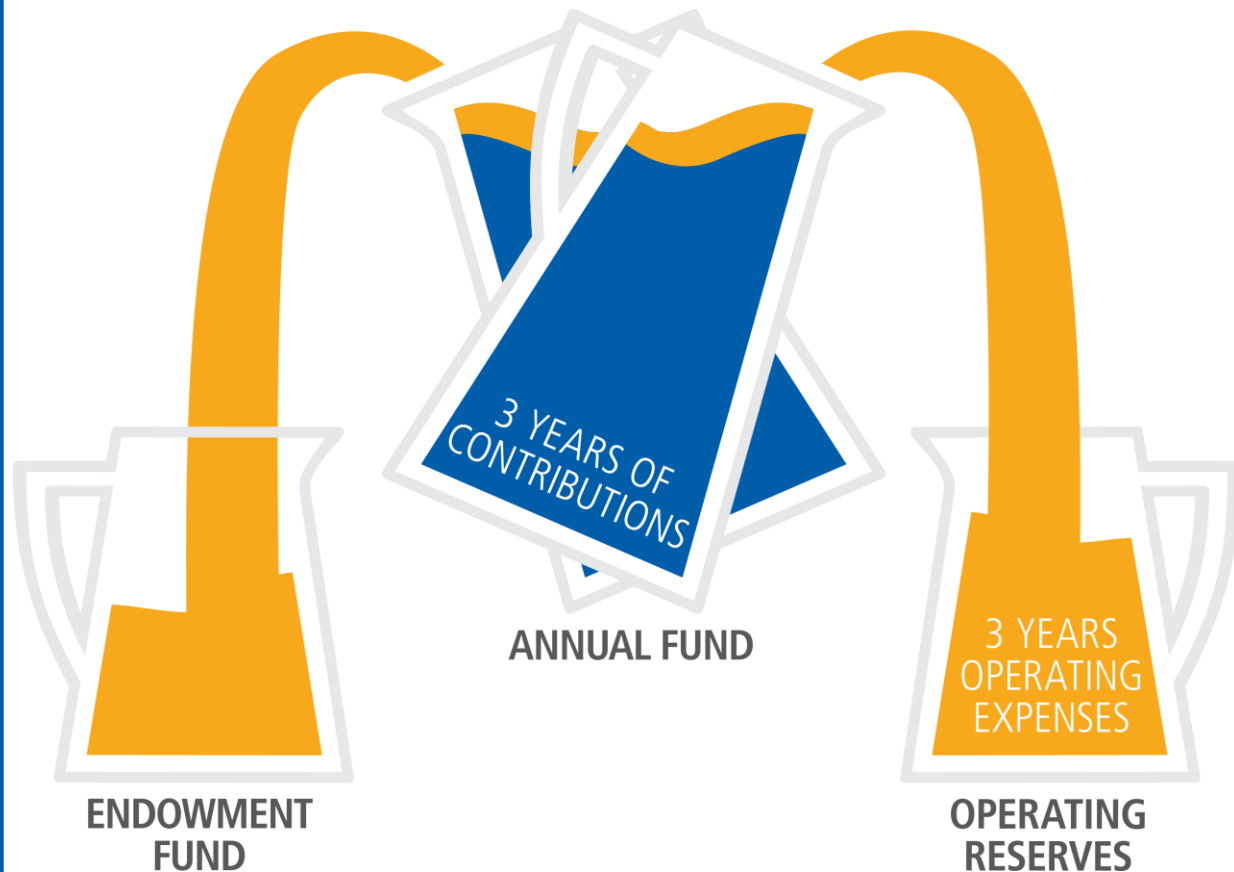 3 YEARS OF
CONTRIBUTIONS
ANNUAL FUND
3 YEARS
OPERATING
EXPENSES
ENDOWMENT
FUND
OPERATING
RESERVES